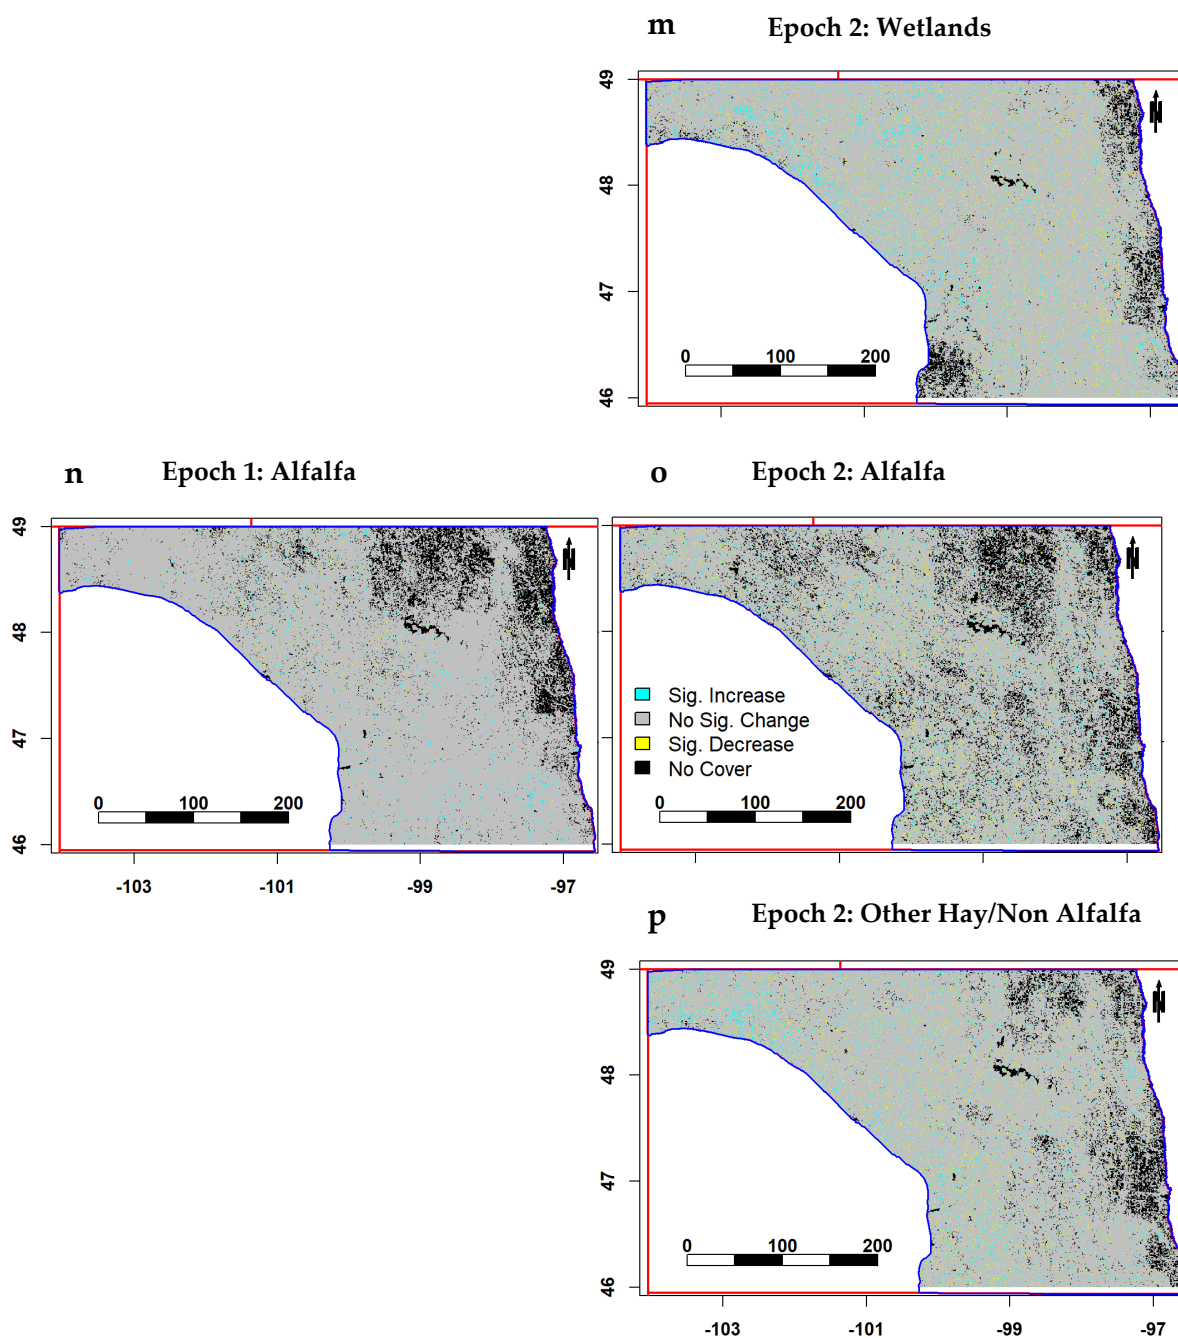 m Epoch 2: Wetlands
49
48
47
46
N
0 100 200
n Epoch 1: Alfalfa
49
48
47
46
N
0 100 200
-103 -101 -99 -97
o Epoch 2: Alfalfa
N
Sig. Increase
No Sig. Change
Sig. Decrease
No Cover
0 100 200
p Epoch 2: Other Hay/Non Alfalfa
49
48
47
46
N
0 100 200
-103 -101 -99 -97